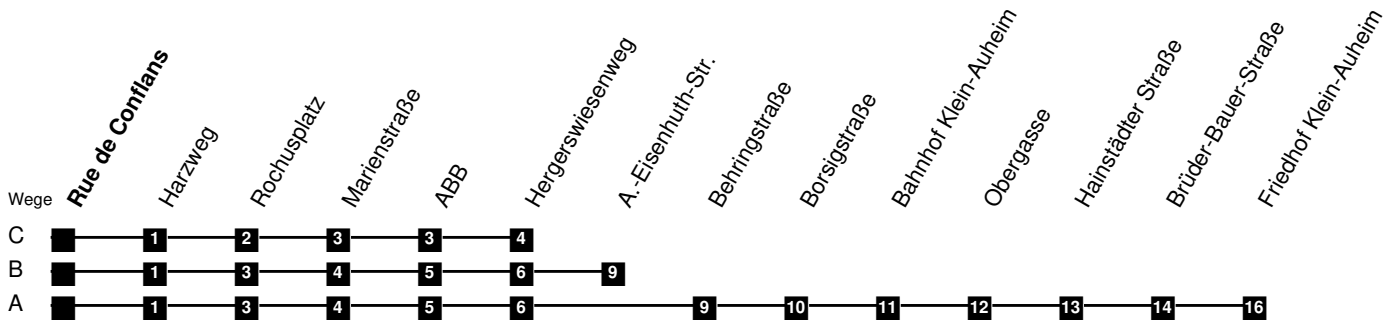 Wege
Rue de Conflans
Harzweg
Rochusplatz
Marienstraße
ABB
Hergerswiesenweg
A.-Eisenhuth-Str.
Behringstraße
Borsigstraße
Bahnhof Klein-Auheim
Obergasse
Hainstädter Straße
Brüder-Bauer-Straße
Friedhof Klein-Auheim
C 1 2 3 3 4
B 1 3 4 5 6 9
A 1 3 4 5 6 9 10 11 12 13 14 16